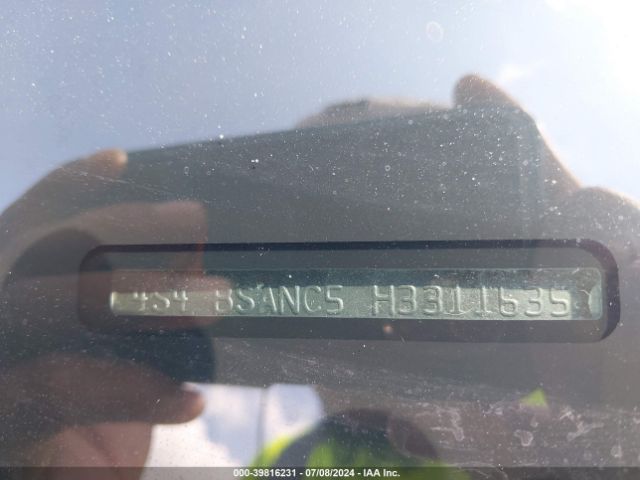 4S4 BSANC5 H3311635
000-39816231 - 07/08/2024 - IAA Inc.